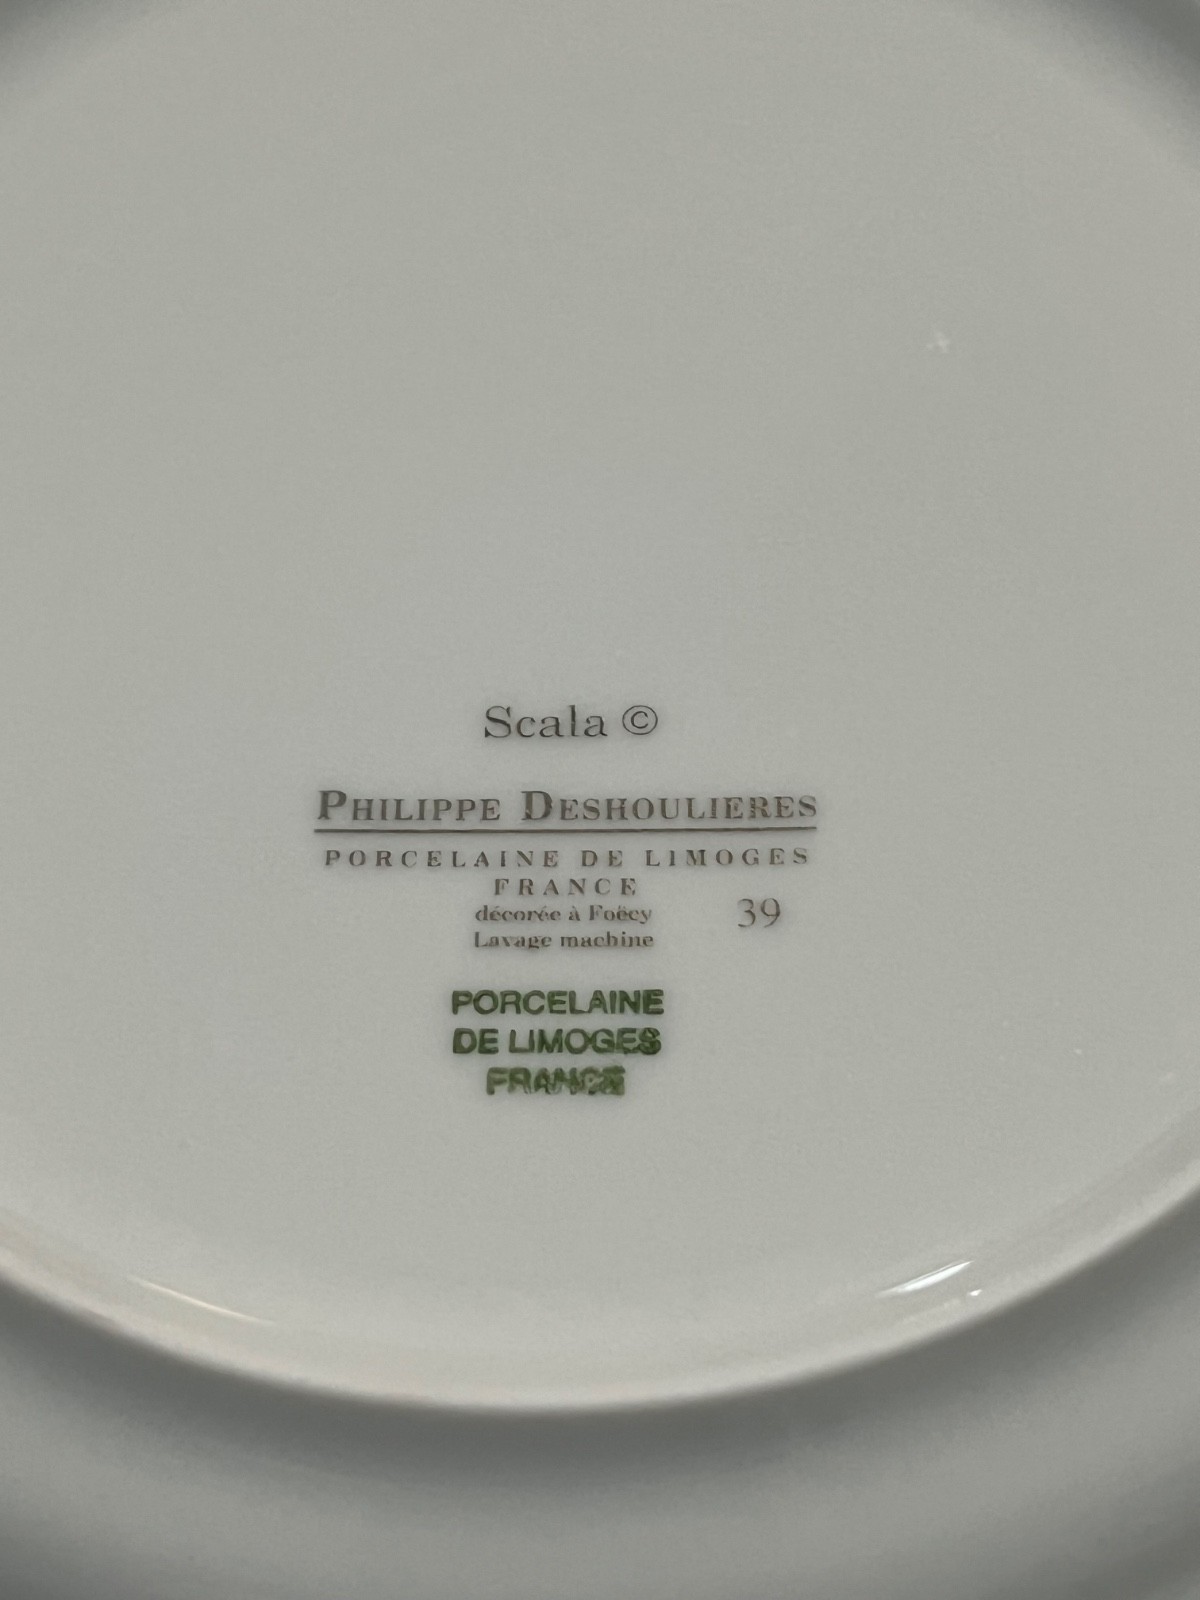 Scala ©
PHILIPPE DESHOULIERES
PORCELAINE DE LIMOGES
FRANCE
décorée à Foëcy
39
Lavage machine
PORCELAINE
DE LIMOGES
FRANCE